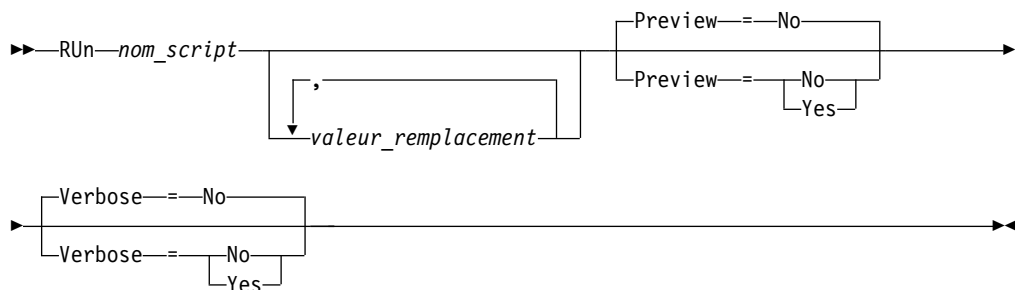 Preview = No
RUn nom_script
Preview = No
Yes
,
valeur_remplacement
Verbose = No
Verbose = No
Yes